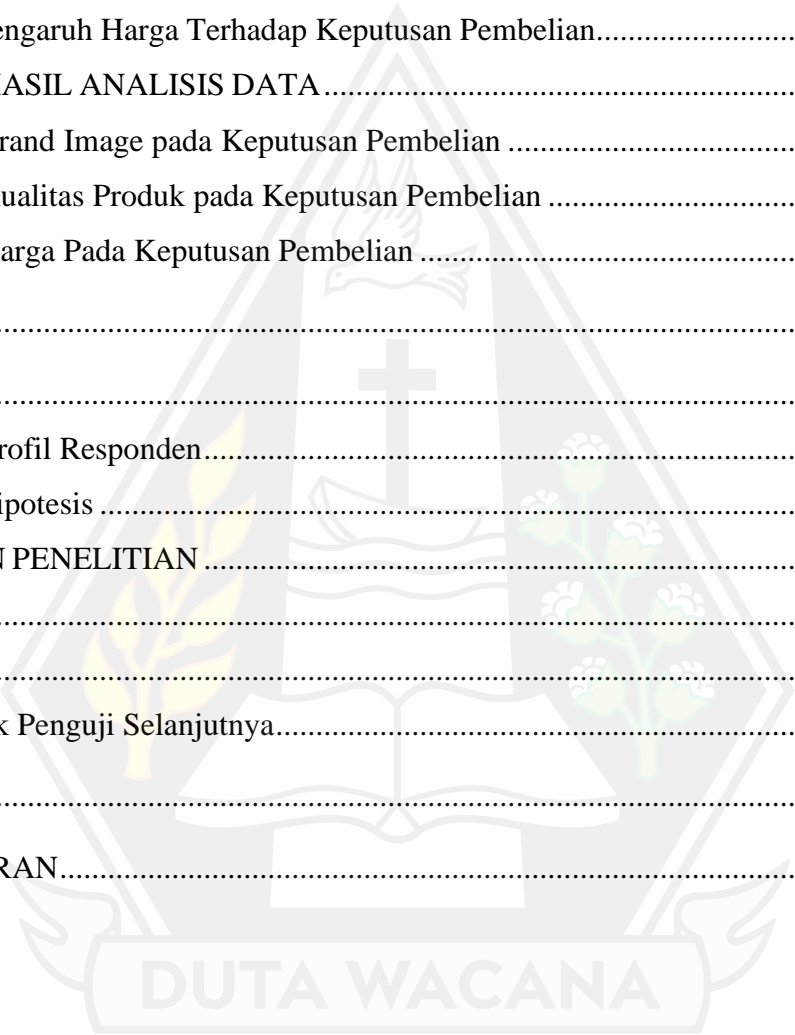 engaruh Harga Terhadap Keputusan Pembelian.........................
HASIL ANALISIS DATA............................................................
rand Image pada Keputusan Pembelian ....................................
ualitas Produk pada Keputusan Pembelian ...............................
arga Pada Keputusan Pembelian ...............................................
....................................................................................................
....................................................................................................
rofil Responden..........................................................................
ipotesis .......................................................................................
N PENELITIAN ...........................................................................
....................................................................................................
....................................................................................................
k Penguji Selanjutnya.................................................................
....................................................................................................
RAN.............................................................................................
DUTA WACANA